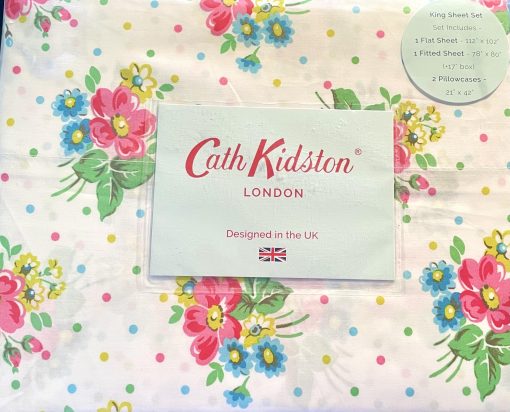 King Sheet Set
Set Includes -
1 Flat Sheet - 112" x 102"
1 Fitted Sheet - 78" x 80"
(+17" box)
2 Pillowcases -
21" x 42"
Cath Kidston®
LONDON
Designed in the UK